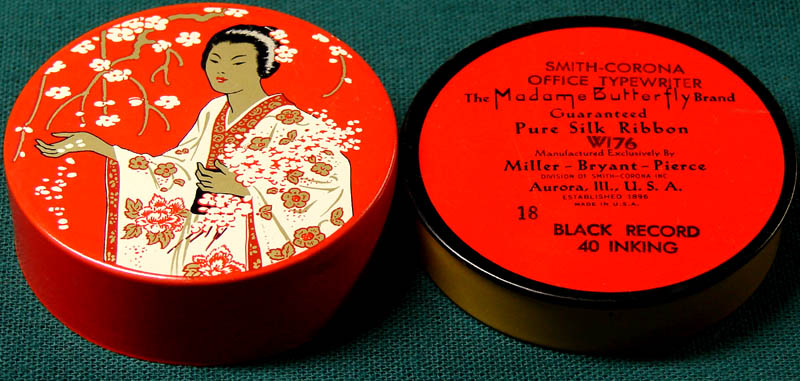 SMITH-CORONA
OFFICE TYPEWRITER
The Madame Butterfly Brand
Guaranteed
Pure Silk Ribbon
W176
Manufactured Exclusively By
Miller - Bryant - Pierce
DIVISION OF SMITH-CORONA INC
Aurora, Ill., U. S. A.
ESTABLISHED 1896
MADE IN U.S.A.
18
BLACK RECORD
40 INKING